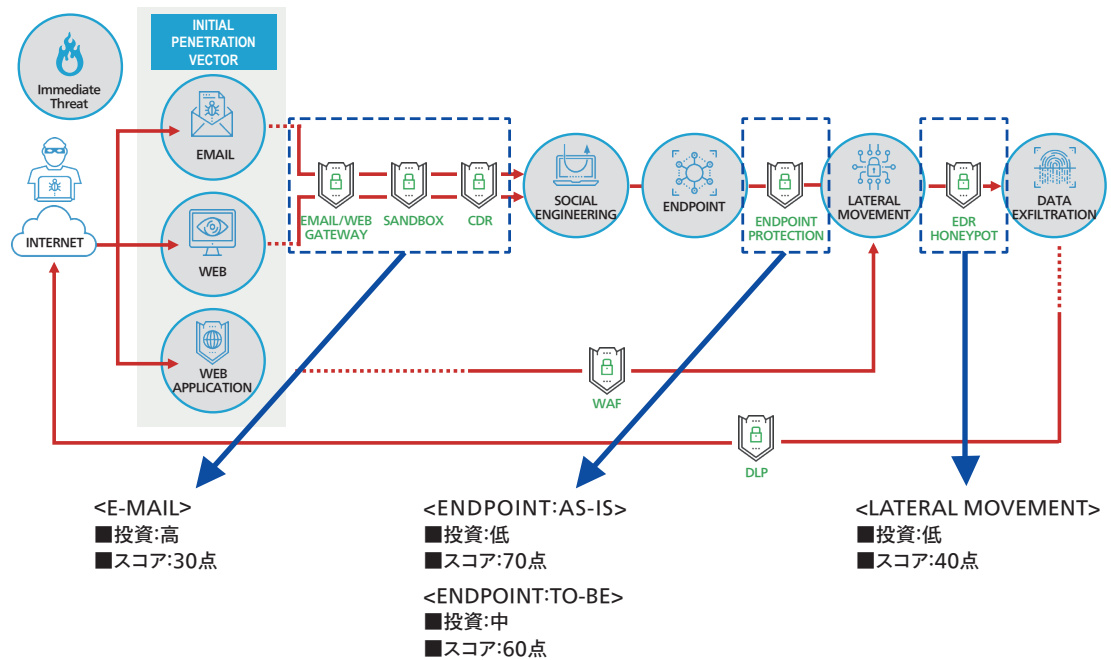 INITIAL
PENETRATION
VECTOR
Immediate
Threat
INTERNET
EMAIL
WEB
WEB
APPLICATION
EMAIL/WEB
GATEWAY
SANDBOX
CDR
SOCIAL
ENGINEERING
ENDPOINT
ENDPOINT
PROTECTION
LATERAL
MOVEMENT
EDR
HONEYPOT
DATA
EXFILTRATION
WAF
DLP
<E-MAIL>
■投資:高
■スコア:30点
<ENDPOINT:AS-IS>
■投資:低
■スコア:70点
<ENDPOINT:TO-BE>
■投資:中
■スコア:60点
<LATERAL MOVEMENT>
■投資:低
■スコア:40点